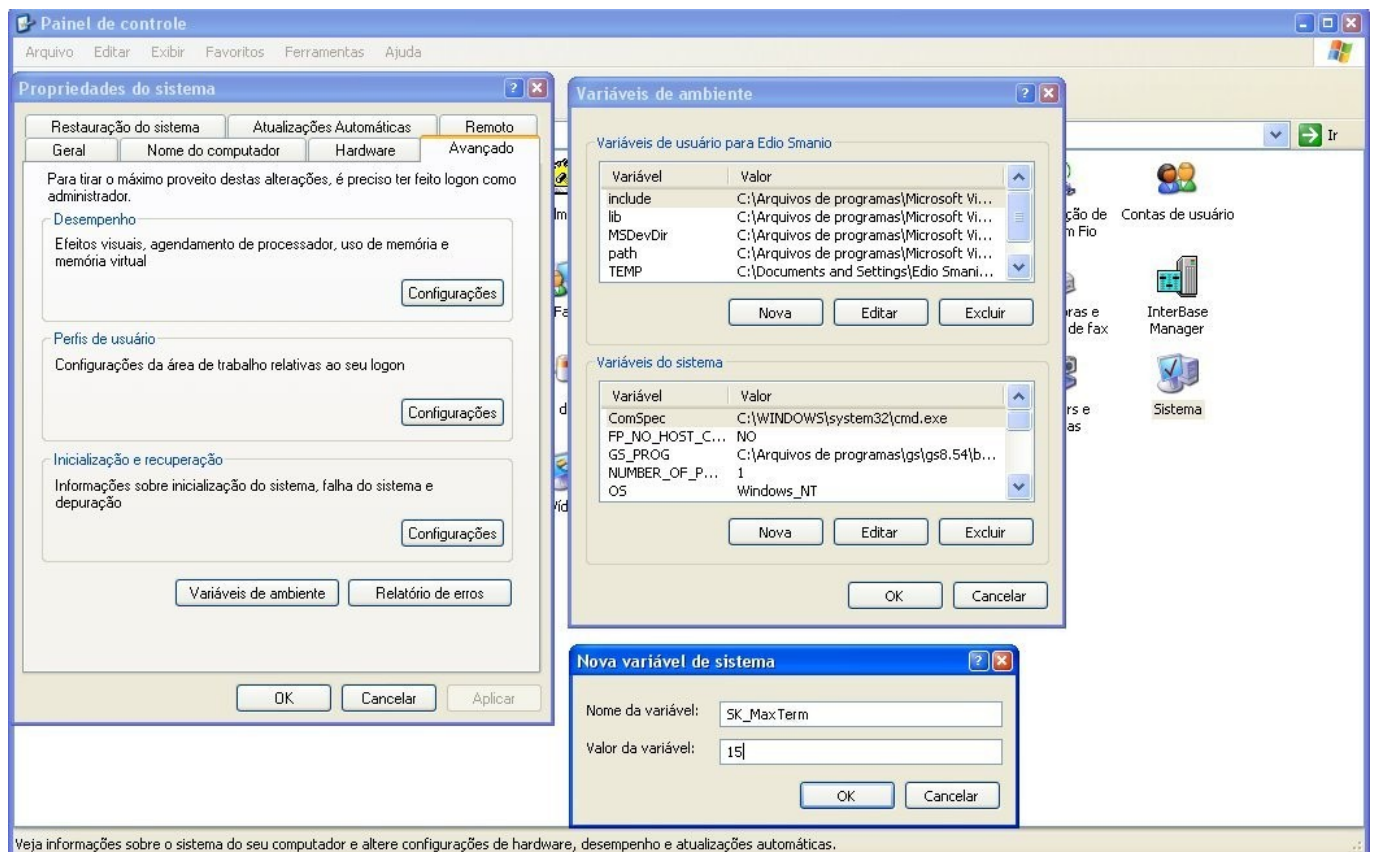 Painel de controle
Arquivo Editar Exibir Favoritos Ferramentas Ajuda
Propriedades do sistema
Restauração do sistema Atualizações Automáticas Remoto
Geral Nome do computador Hardware Avançado
Para tirar o máximo proveito destas alterações, é preciso ter feito logon como
administrador.
Desempenho
Efeitos visuais, agendamento de processador, uso de memória e
memória virtual
Configurações
Perfis de usuário
Configurações da área de trabalho relativas ao seu logon
Configurações
Inicialização e recuperação
Informações sobre inicialização do sistema, falha do sistema e
depuração
Configurações
Variáveis de ambiente Relatório de erros
OK Cancelar Aplicar
Variáveis de ambiente
Variáveis de usuário para Edio Smanio
Variável Valor
include C:\Arquivos de programas\Microsoft Vi...
lib C:\Arquivos de programas\Microsoft Vi...
MSDevDir C:\Arquivos de programas\Microsoft Vi...
path C:\Arquivos de programas\Microsoft Vi...
TEMP C:\Documents and Settings\Edio Smani...
Nova Editar Excluir
Variáveis do sistema
Variável Valor
ComSpec C:\WINDOWS\system32\cmd.exe
FP_NO_HOST_C... NO
GS_PROG C:\Arquivos de programas\gs\gs8.54\b...
NUMBER_OF_P... 1
OS Windows_NT
Nova Editar Excluir
OK Cancelar
Nova variável de sistema
Nome da variável: SK_MaxTerm
Valor da variável: 15
OK Cancelar
Ir
ção de
m Fio
Contas de usuário
ras e
de fax
InterBase
Manager
rs e
as
Sistema
Veja informações sobre o sistema do seu computador e altere configurações de hardware, desempenho e atualizações automáticas.